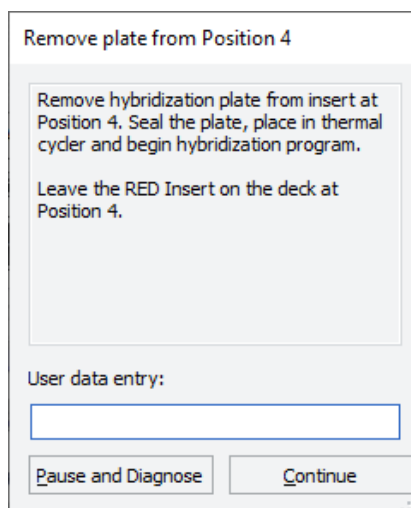 Remove plate from Position 4
Remove hybridization plate from insert at
Position 4. Seal the plate, place in thermal
cycler and begin hybridization program.
Leave the RED Insert on the deck at
Position 4.
User data entry:
Pause and Diagnose
Continue